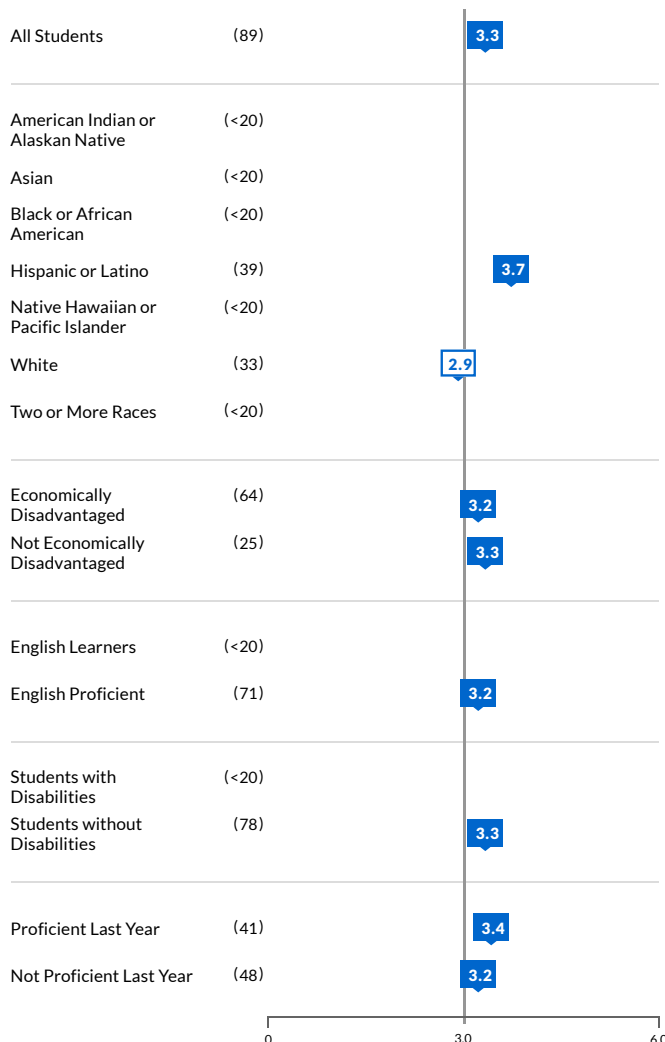 All Students (89) 3.3
American Indian or (<20)
Alaskan Native
Asian (<20)
Black or African (<20)
American
Hispanic or Latino (39) 3.7
Native Hawaiian or (<20)
Pacific Islander
White (33) 2.9
Two or More Races (<20)
Economically (64) 3.2
Disadvantaged
Not Economically (25) 3.3
Disadvantaged
English Learners (<20)
English Proficient (71) 3.2
Students with (<20)
Disabilities
Students without (78) 3.3
Disabilities
Proficient Last Year (41) 3.4
Not Proficient Last Year (48) 3.2
0 3.0 6.0